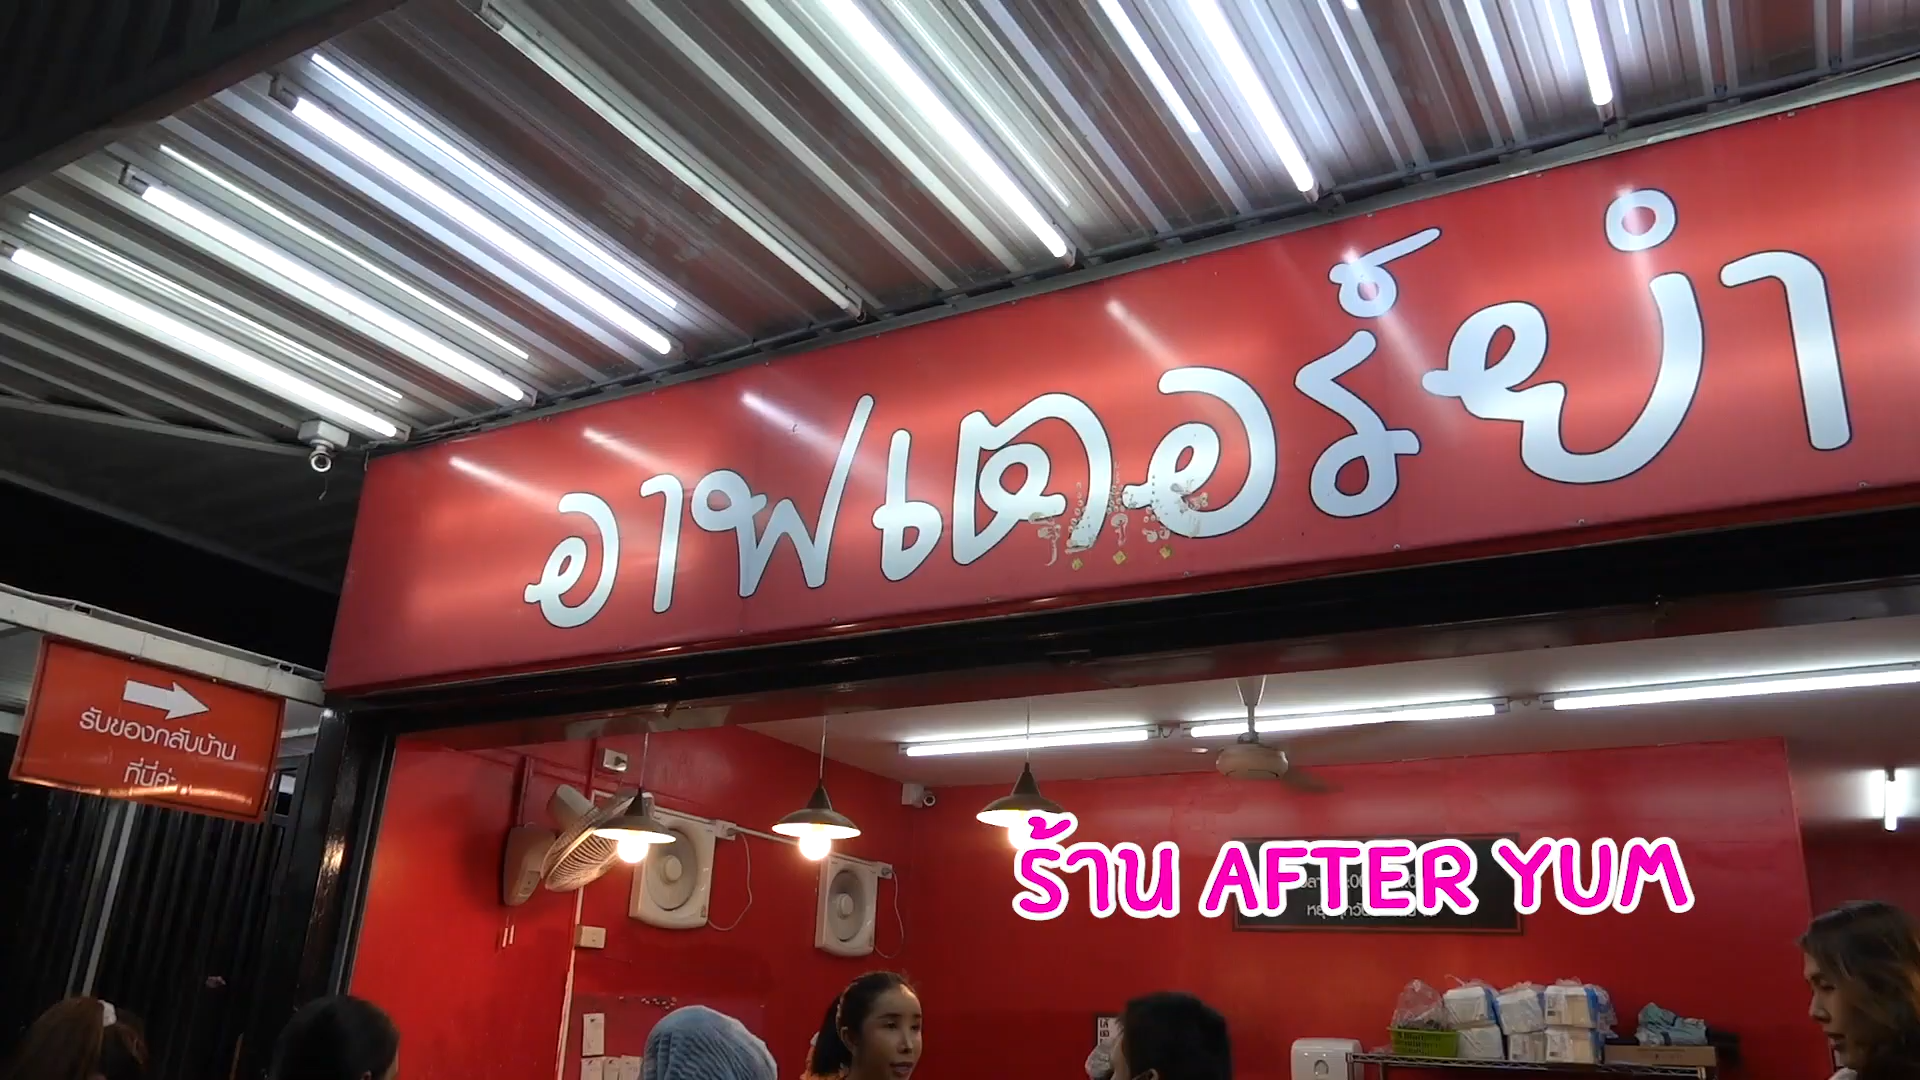 อาฟเตอร์ยำ
รับของกลับบ้าน
ที่นี่ค่ะ
ร้าน AFTER YUM